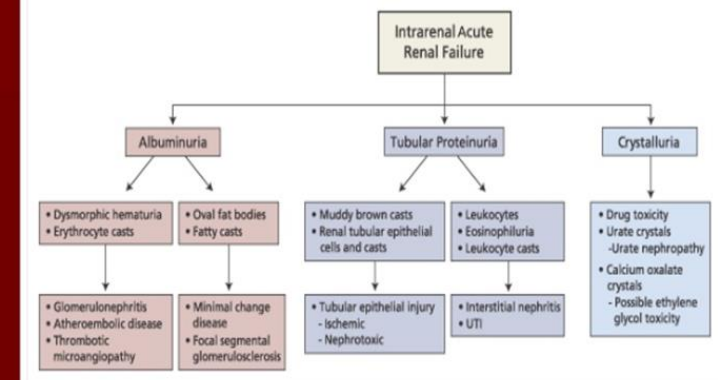 Intrarenal Acute
Renal Failure
Albuminuria
Tubular Proteinuria
Crystalluria
• Dysmorphic hematuria
• Erythrocyte casts
• Oval fat bodies
• Fatty casts
• Muddy brown casts
• Renal tubular epithelial
cells and casts
• Leukocytes
• Eosinophiluria
• Leukocyte casts
• Drug toxicity
• Urate crystals
-Urate nephropathy
• Calcium oxalate
crystals
- Possible ethylene
glycol toxicity
• Glomerulonephritis
• Atheroembolic disease
• Thrombotic
microangiopathy
• Minimal change
disease
• Focal segmental
glomerulosclerosis
• Tubular epithelial injury
- Ischemic
- Nephrotoxic
• Interstitial nephritis
• UTI